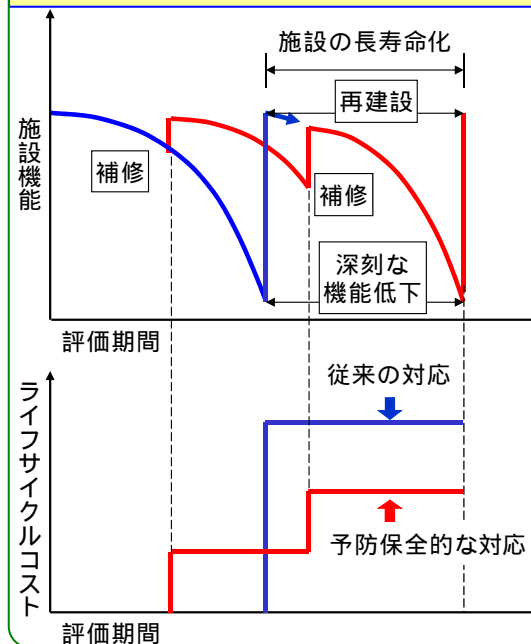 施設の長寿命化
再建設
施設機能
補修
補修
深刻な
機能低下
評価期間
従来の対応
ライフサイクルコスト
予防保全的な対応
評価期間